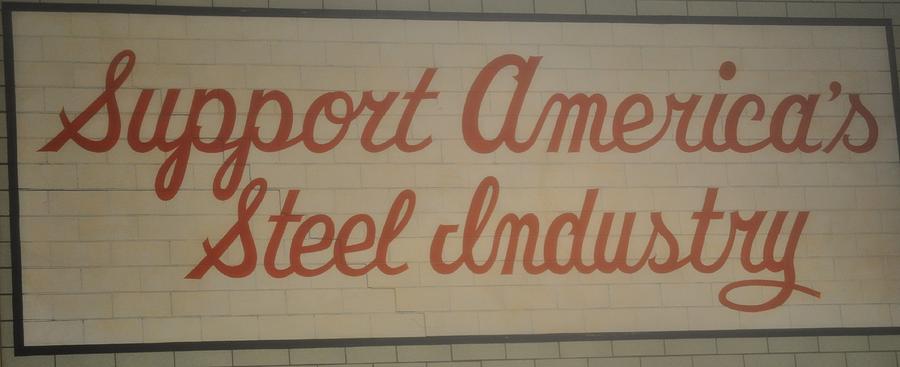 Support America's
Steel Industry